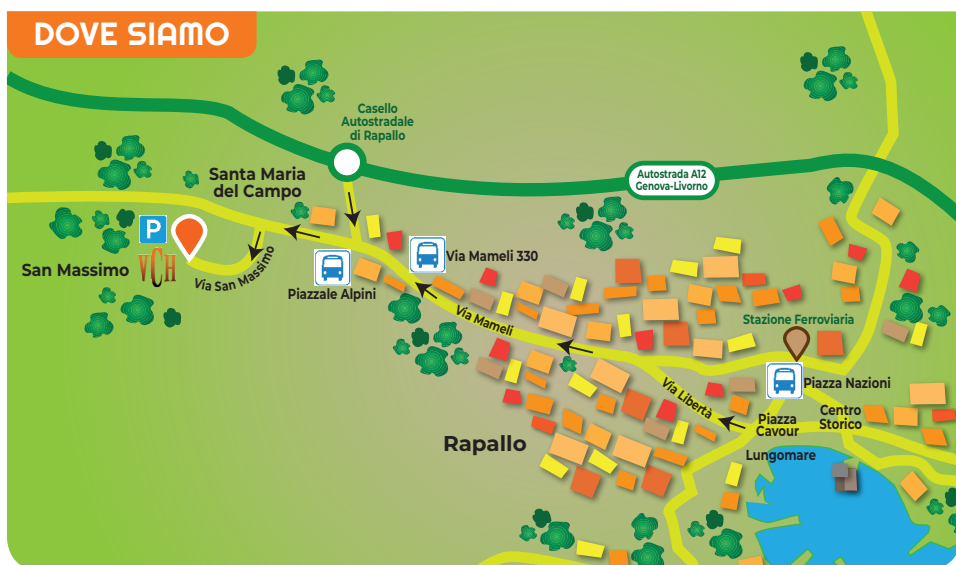 DOVE SIAMO
Casello
Autostradale
di Rapallo
Santa Maria
del Campo
Autostrada A12
Genova-Livorno
P
VCH
San Massimo
Via San Massimo
Piazzale Alpini
Via Mameli 330
Via Mameli
Stazione Ferroviaria
Piazza Nazioni
Via Libertà
Piazza
Cavour
Centro
Storico
Rapallo
Lungomare